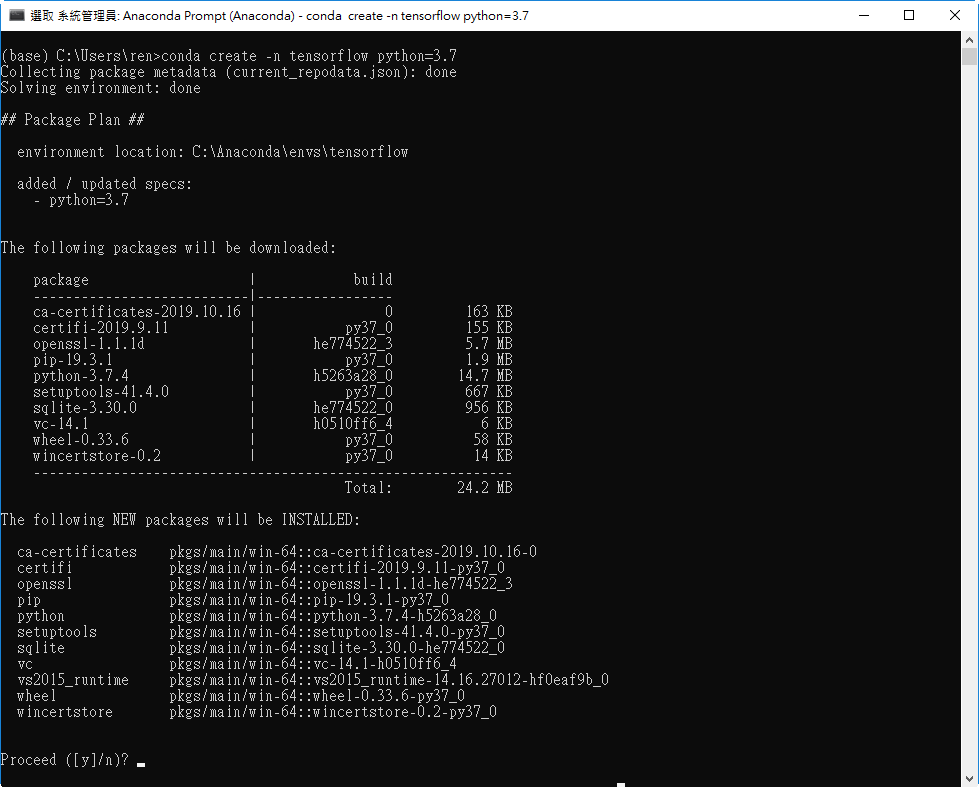 選取 系統管理員: Anaconda Prompt (Anaconda) - conda  create -n tensorflow python=3.7
(base) C:\Users\ren>conda create -n tensorflow python=3.7
Collecting package metadata (current_repodata.json): done
Solving environment: done
## Package Plan ##
environment location: C:\Anaconda\envs\tensorflow
added / updated specs:
- python=3.7
The following packages will be downloaded:
package                    |            build
---------------------------|-----------------
ca-certificates-2019.10.16 |                0         163 KB
certifi-2019.9.11          |           py37_0         155 KB
openssl-1.1.1d             |       he774522_3         5.7 MB
pip-19.3.1                 |           py37_0         1.9 MB
python-3.7.4               |       h5263a28_0        14.7 MB
setuptools-41.4.0          |           py37_0         667 KB
sqlite-3.30.0              |       he774522_0         956 KB
vc-14.1                    |       h0510ff6_4           6 KB
wheel-0.33.6               |           py37_0          58 KB
wincertstore-0.2           |           py37_0          14 KB
------------------------------------------------------------
Total:        24.2 MB
The following NEW packages will be INSTALLED:
ca-certificates    pkgs/main/win-64::ca-certificates-2019.10.16-0
certifi            pkgs/main/win-64::certifi-2019.9.11-py37_0
openssl            pkgs/main/win-64::openssl-1.1.1d-he774522_3
pip                pkgs/main/win-64::pip-19.3.1-py37_0
python             pkgs/main/win-64::python-3.7.4-h5263a28_0
setuptools         pkgs/main/win-64::setuptools-41.4.0-py37_0
sqlite             pkgs/main/win-64::sqlite-3.30.0-he774522_0
vc                 pkgs/main/win-64::vc-14.1-h0510ff6_4
vs2015_runtime     pkgs/main/win-64::vs2015_runtime-14.16.27012-hf0eaf9b_0
wheel              pkgs/main/win-64::wheel-0.33.6-py37_0
wincertstore       pkgs/main/win-64::wincertstore-0.2-py37_0
Proceed ([y]/n)?